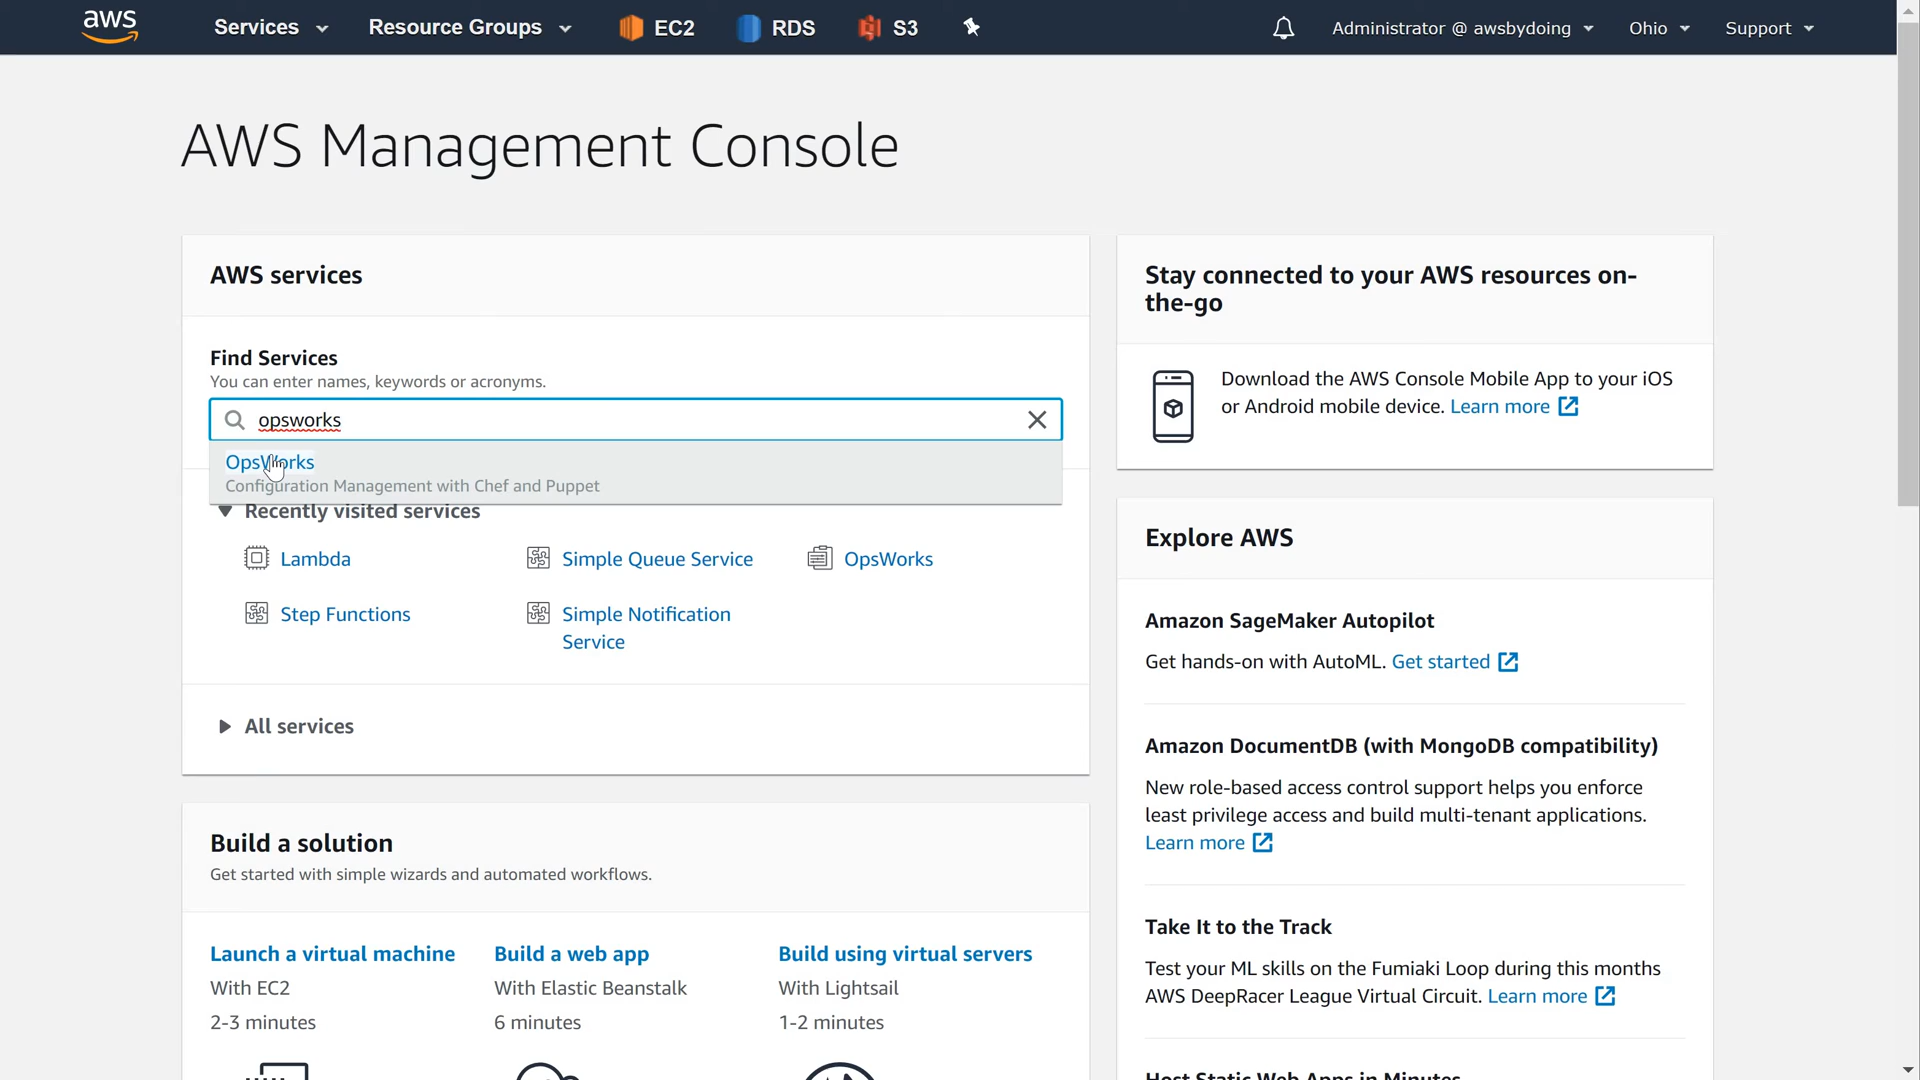 aws Services Resource Groups EC2 RDS S3 Administrator @ awsbydoing Ohio Support
AWS Management Console
AWS services
Find Services
You can enter names, keywords or acronyms.
opsworks
OpsWorks
Configuration Management with Chef and Puppet
Recently visited services
Lambda
Simple Queue Service
OpsWorks
Step Functions
Simple Notification
Service
All services
Build a solution
Get started with simple wizards and automated workflows.
Launch a virtual machine
With EC2
2-3 minutes
Build a web app
With Elastic Beanstalk
6 minutes
Build using virtual servers
With Lightsail
1-2 minutes
Stay connected to your AWS resources on-
the-go
Download the AWS Console Mobile App to your iOS
or Android mobile device. Learn more
Explore AWS
Amazon SageMaker Autopilot
Get hands-on with AutoML. Get started
Amazon DocumentDB (with MongoDB compatibility)
New role-based access control support helps you enforce
least privilege access and build multi-tenant applications.
Learn more
Take It to the Track
Test your ML skills on the Fumiaki Loop during this months
AWS DeepRacer League Virtual Circuit. Learn more
Host Static Web Apps in Minutes